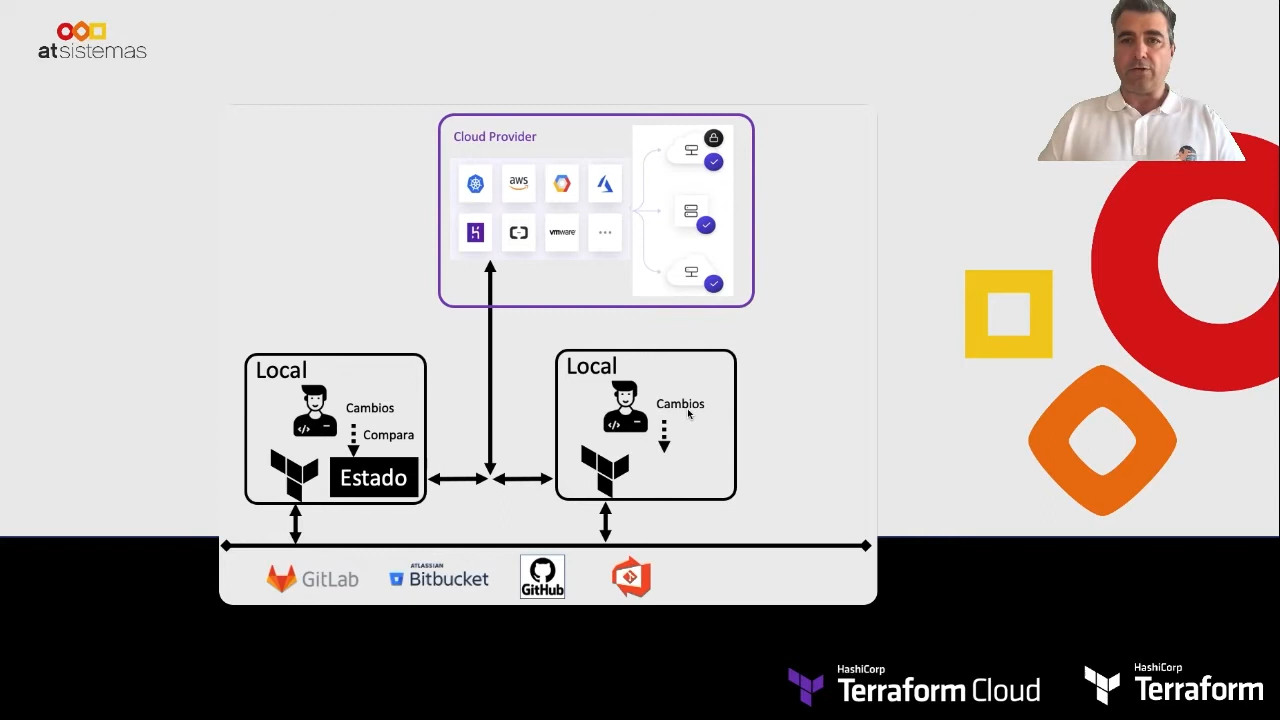 atsistemas
Cloud Provider
aws
vmware
Local
Cambios
Compara
Estado
Local
Cambios
GitLab
ATLASSIAN
Bitbucket
GitHub
HashiCorp
Terraform Cloud
HashiCorp
Terraform